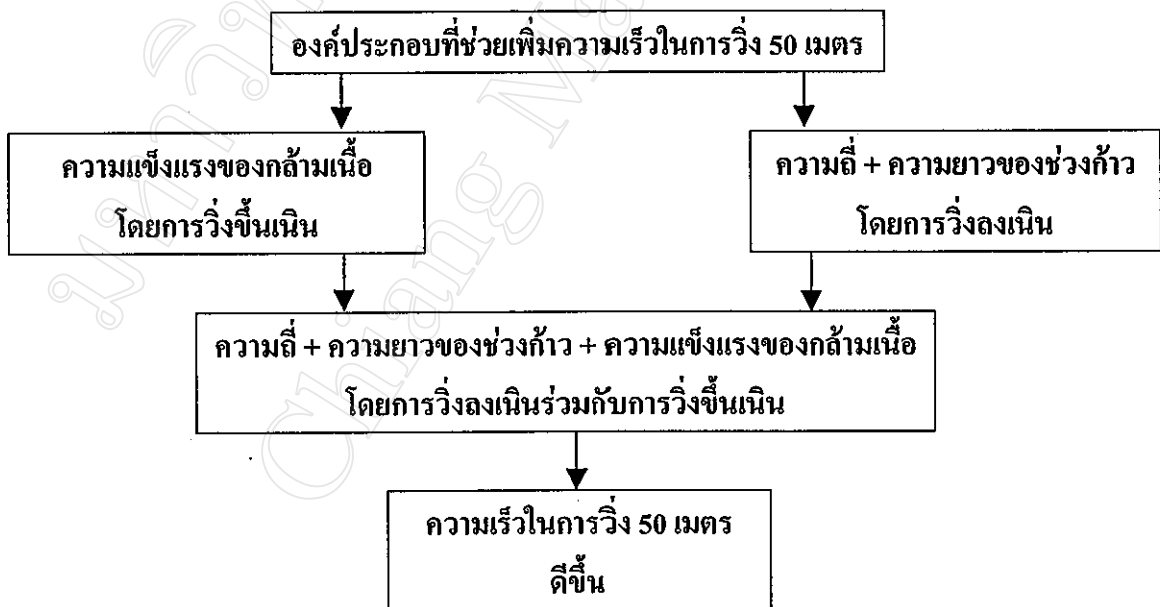 องค์ประกอบที่ช่วยเพิ่มความเร็วในการวิ่ง 50 เมตร
ความแข็งแรงของกล้ามเนื้อ
โดยการวิ่งขึ้นเนิน
ความถี่ + ความยาวของช่วงก้าว
โดยการวิ่งลงเนิน
ความถี่ + ความยาวของช่วงก้าว + ความแข็งแรงของกล้ามเนื้อ
โดยการวิ่งลงเนินร่วมกับการวิ่งขึ้นเนิน
ความเร็วในการวิ่ง 50 เมตร
ดีขึ้น
Chiang Ma